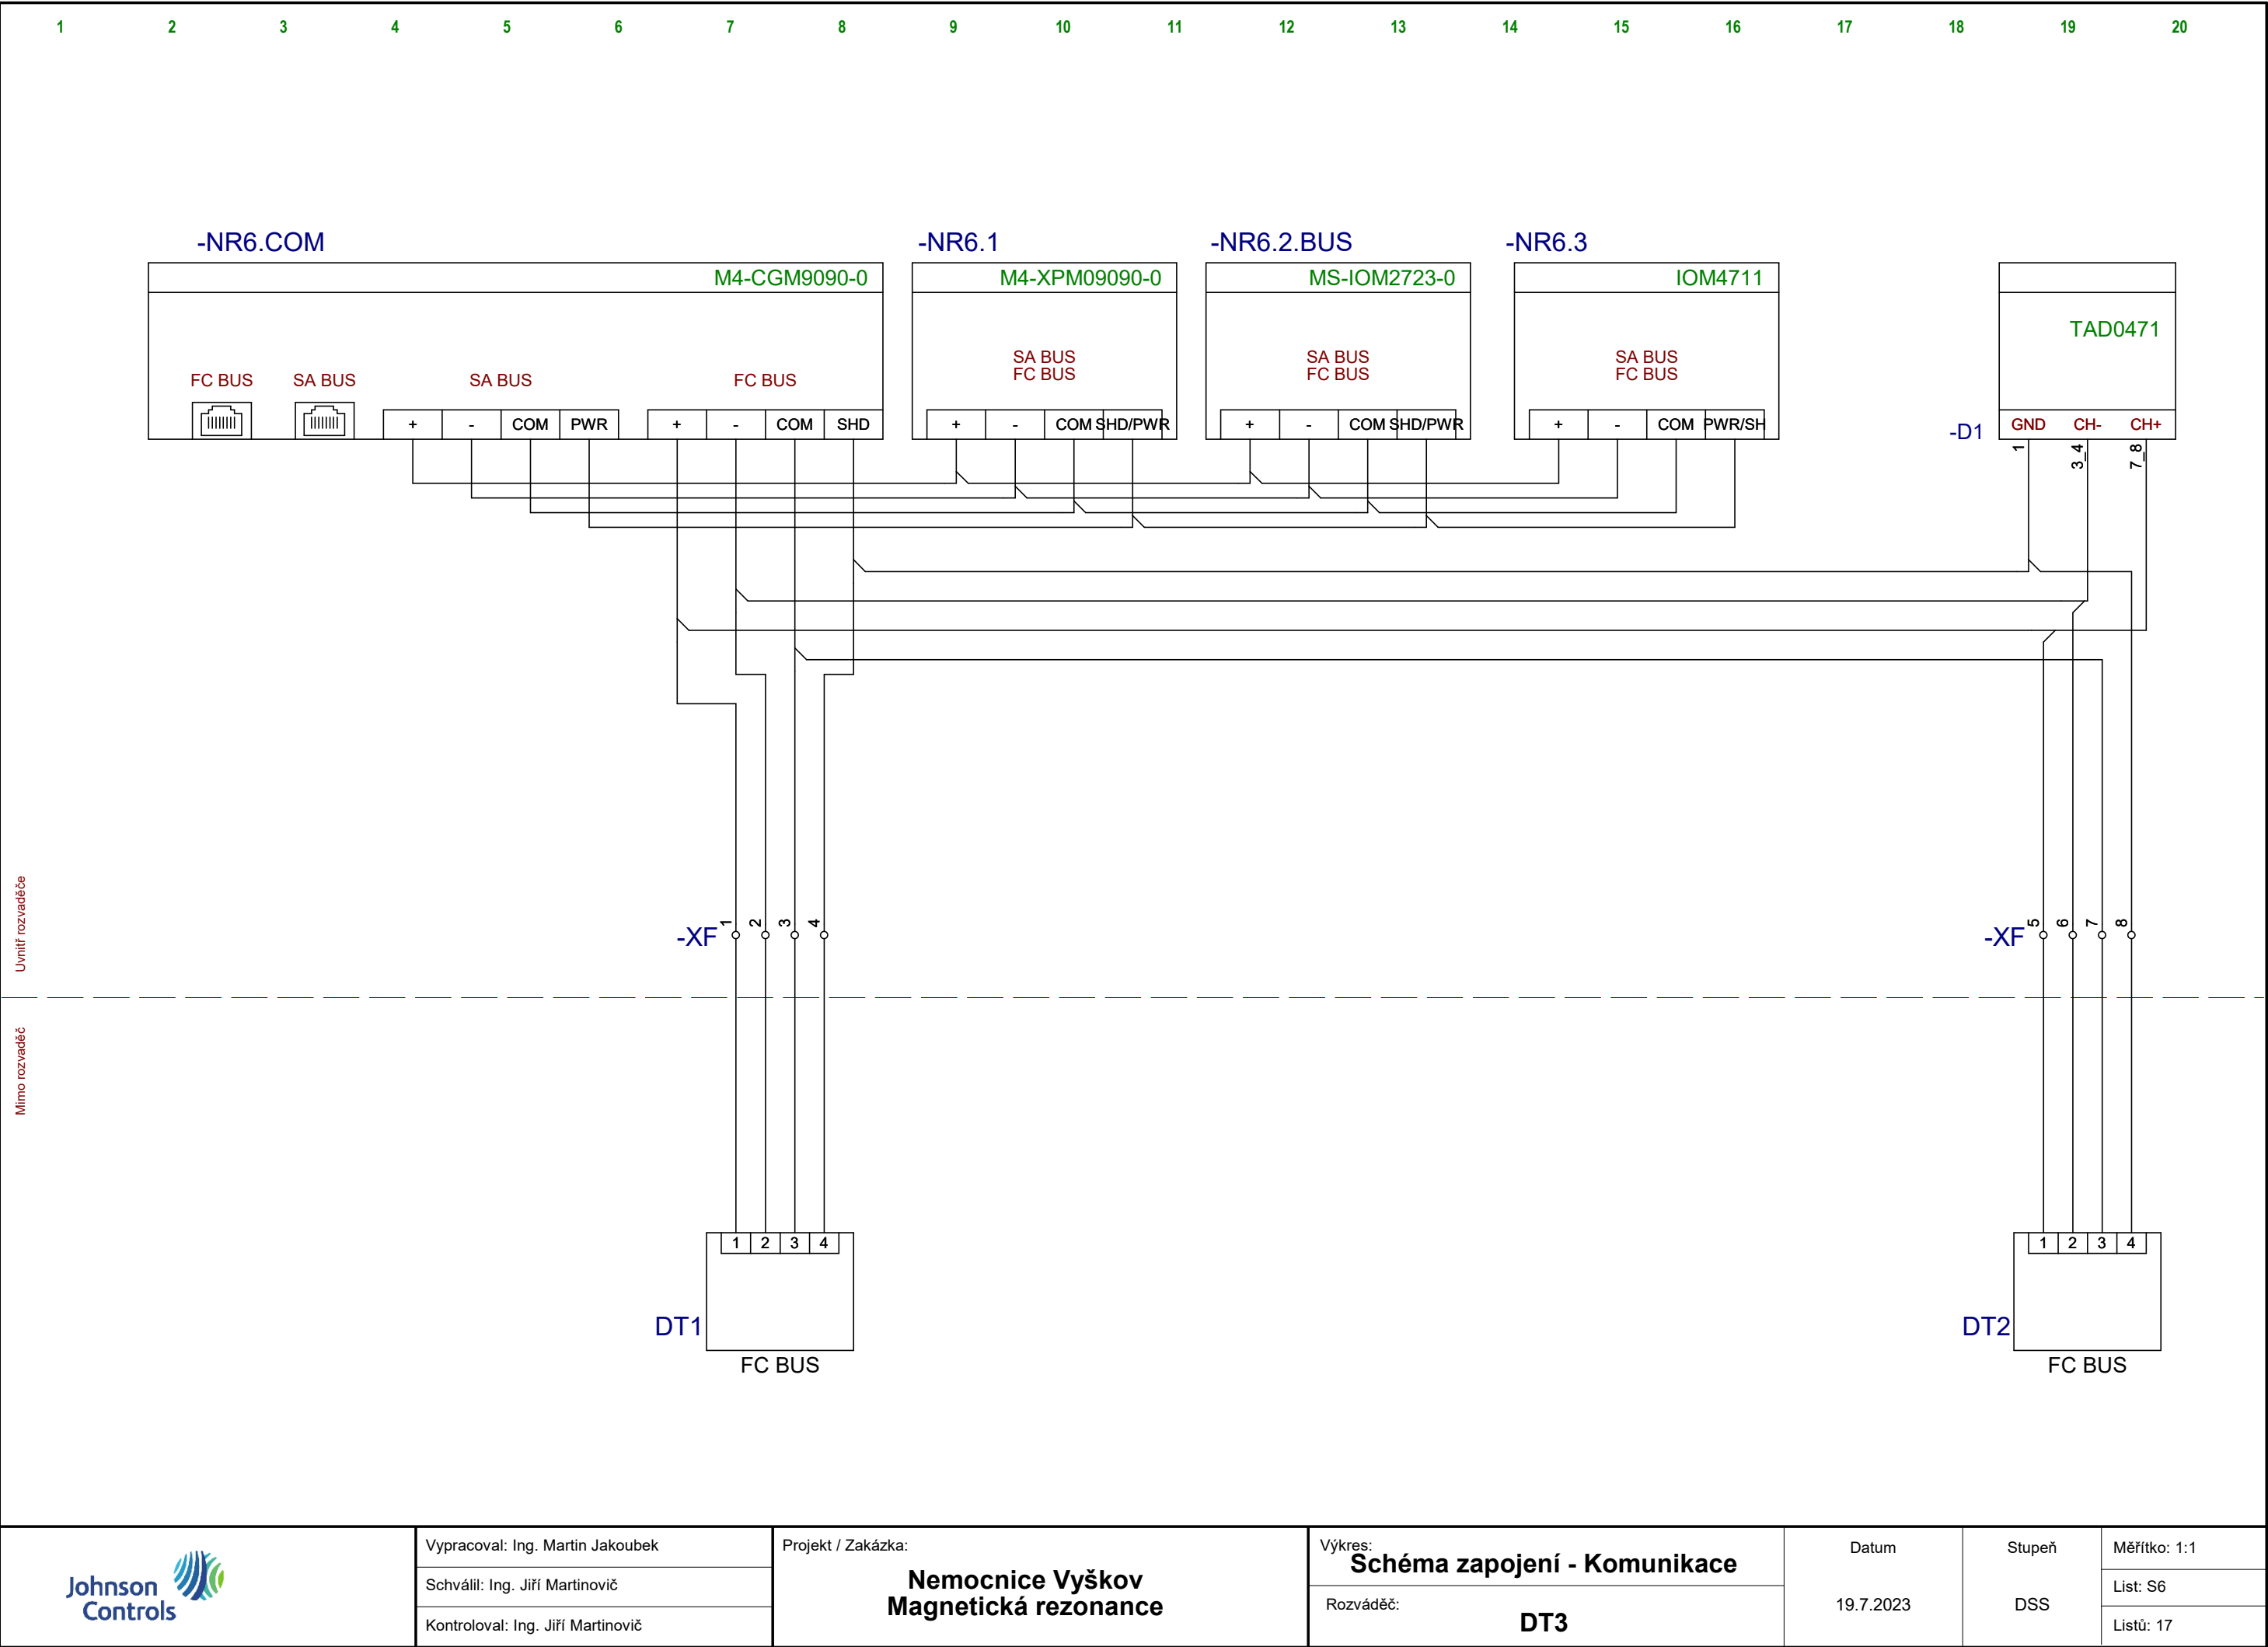 1 2 3 4 5 6 7 8 9 10 11 12 13 14 15 16 17 18 19 20
-NR6.COM -NR6.1 -NR6.2.BUS -NR6.3
M4-CGM9090-0 M4-XPM09090-0 MS-IOM2723-0 IOM4711
TAD0471
SA BUS SA BUS SA BUS
FC BUS FC BUS FC BUS
FC BUS SA BUS SA BUS FC BUS
+ - COM PWR + - COM SHD + - COM SHD/PWR + - COM SHD/PWR + - COM PWR/SH
-D1 GND CH- CH+
1 3_4 7_8
Uvnitř rozvaděče
-XF 1 2 3 4
-XF 5 6 7 8
Mimo rozvaděč
1 2 3 4
1 2 3 4
DT1
DT2
FC BUS
FC BUS
Johnson
Controls
Vypracoval: Ing. Martin Jakoubek
Schválil: Ing. Jiří Martinovič
Kontroloval: Ing. Jiří Martinovič
Projekt / Zakázka:
Nemocnice Vyškov
Magnetická rezonance
Výkres:
Schéma zapojení - Komunikace
Rozváděč:
DT3
Datum
19.7.2023
Stupeň
DSS
Měřítko: 1:1
List: S6
Listů: 17